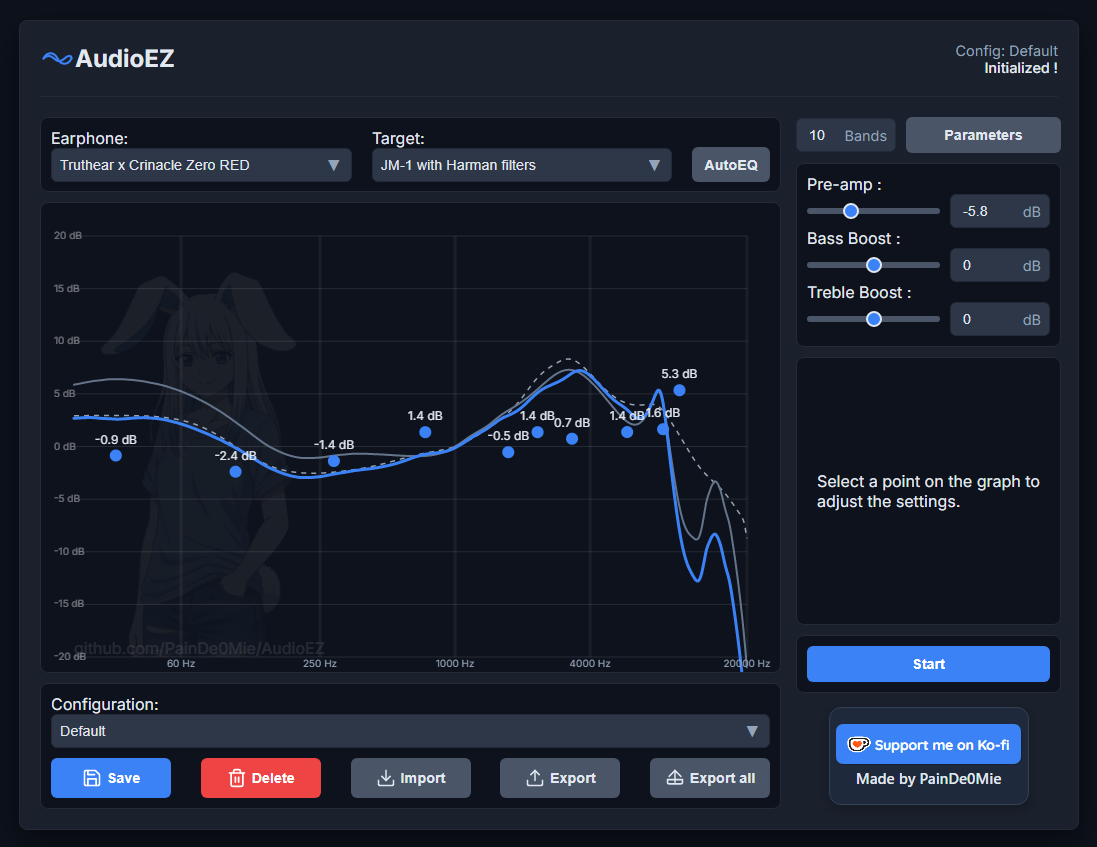 AudioEZ
Config: Default
Initialized !
Earphone:
Truthear x Crinacle Zero RED
Target:
JM-1 with Harman filters
AutoEQ
10 Bands
Parameters
20 dB
15 dB
10 dB
5 dB
0 dB
-5 dB
-10 dB
-15 dB
-20 dB
-0.9 dB
-2.4 dB
-1.4 dB
1.4 dB
-0.5 dB
1.4 dB
0.7 dB
1.4 dB
1.6 dB
5.3 dB
github.com/PainDe0Mie/AudioEZ
60 Hz
250 Hz
1000 Hz
4000 Hz
20000 Hz
Pre-amp :
-5.8 dB
Bass Boost :
0 dB
Treble Boost :
0 dB
Select a point on the graph to
adjust the settings.
Start
Configuration:
Default
Save
Delete
Import
Export
Export all
Support me on Ko-fi
Made by PainDe0Mie